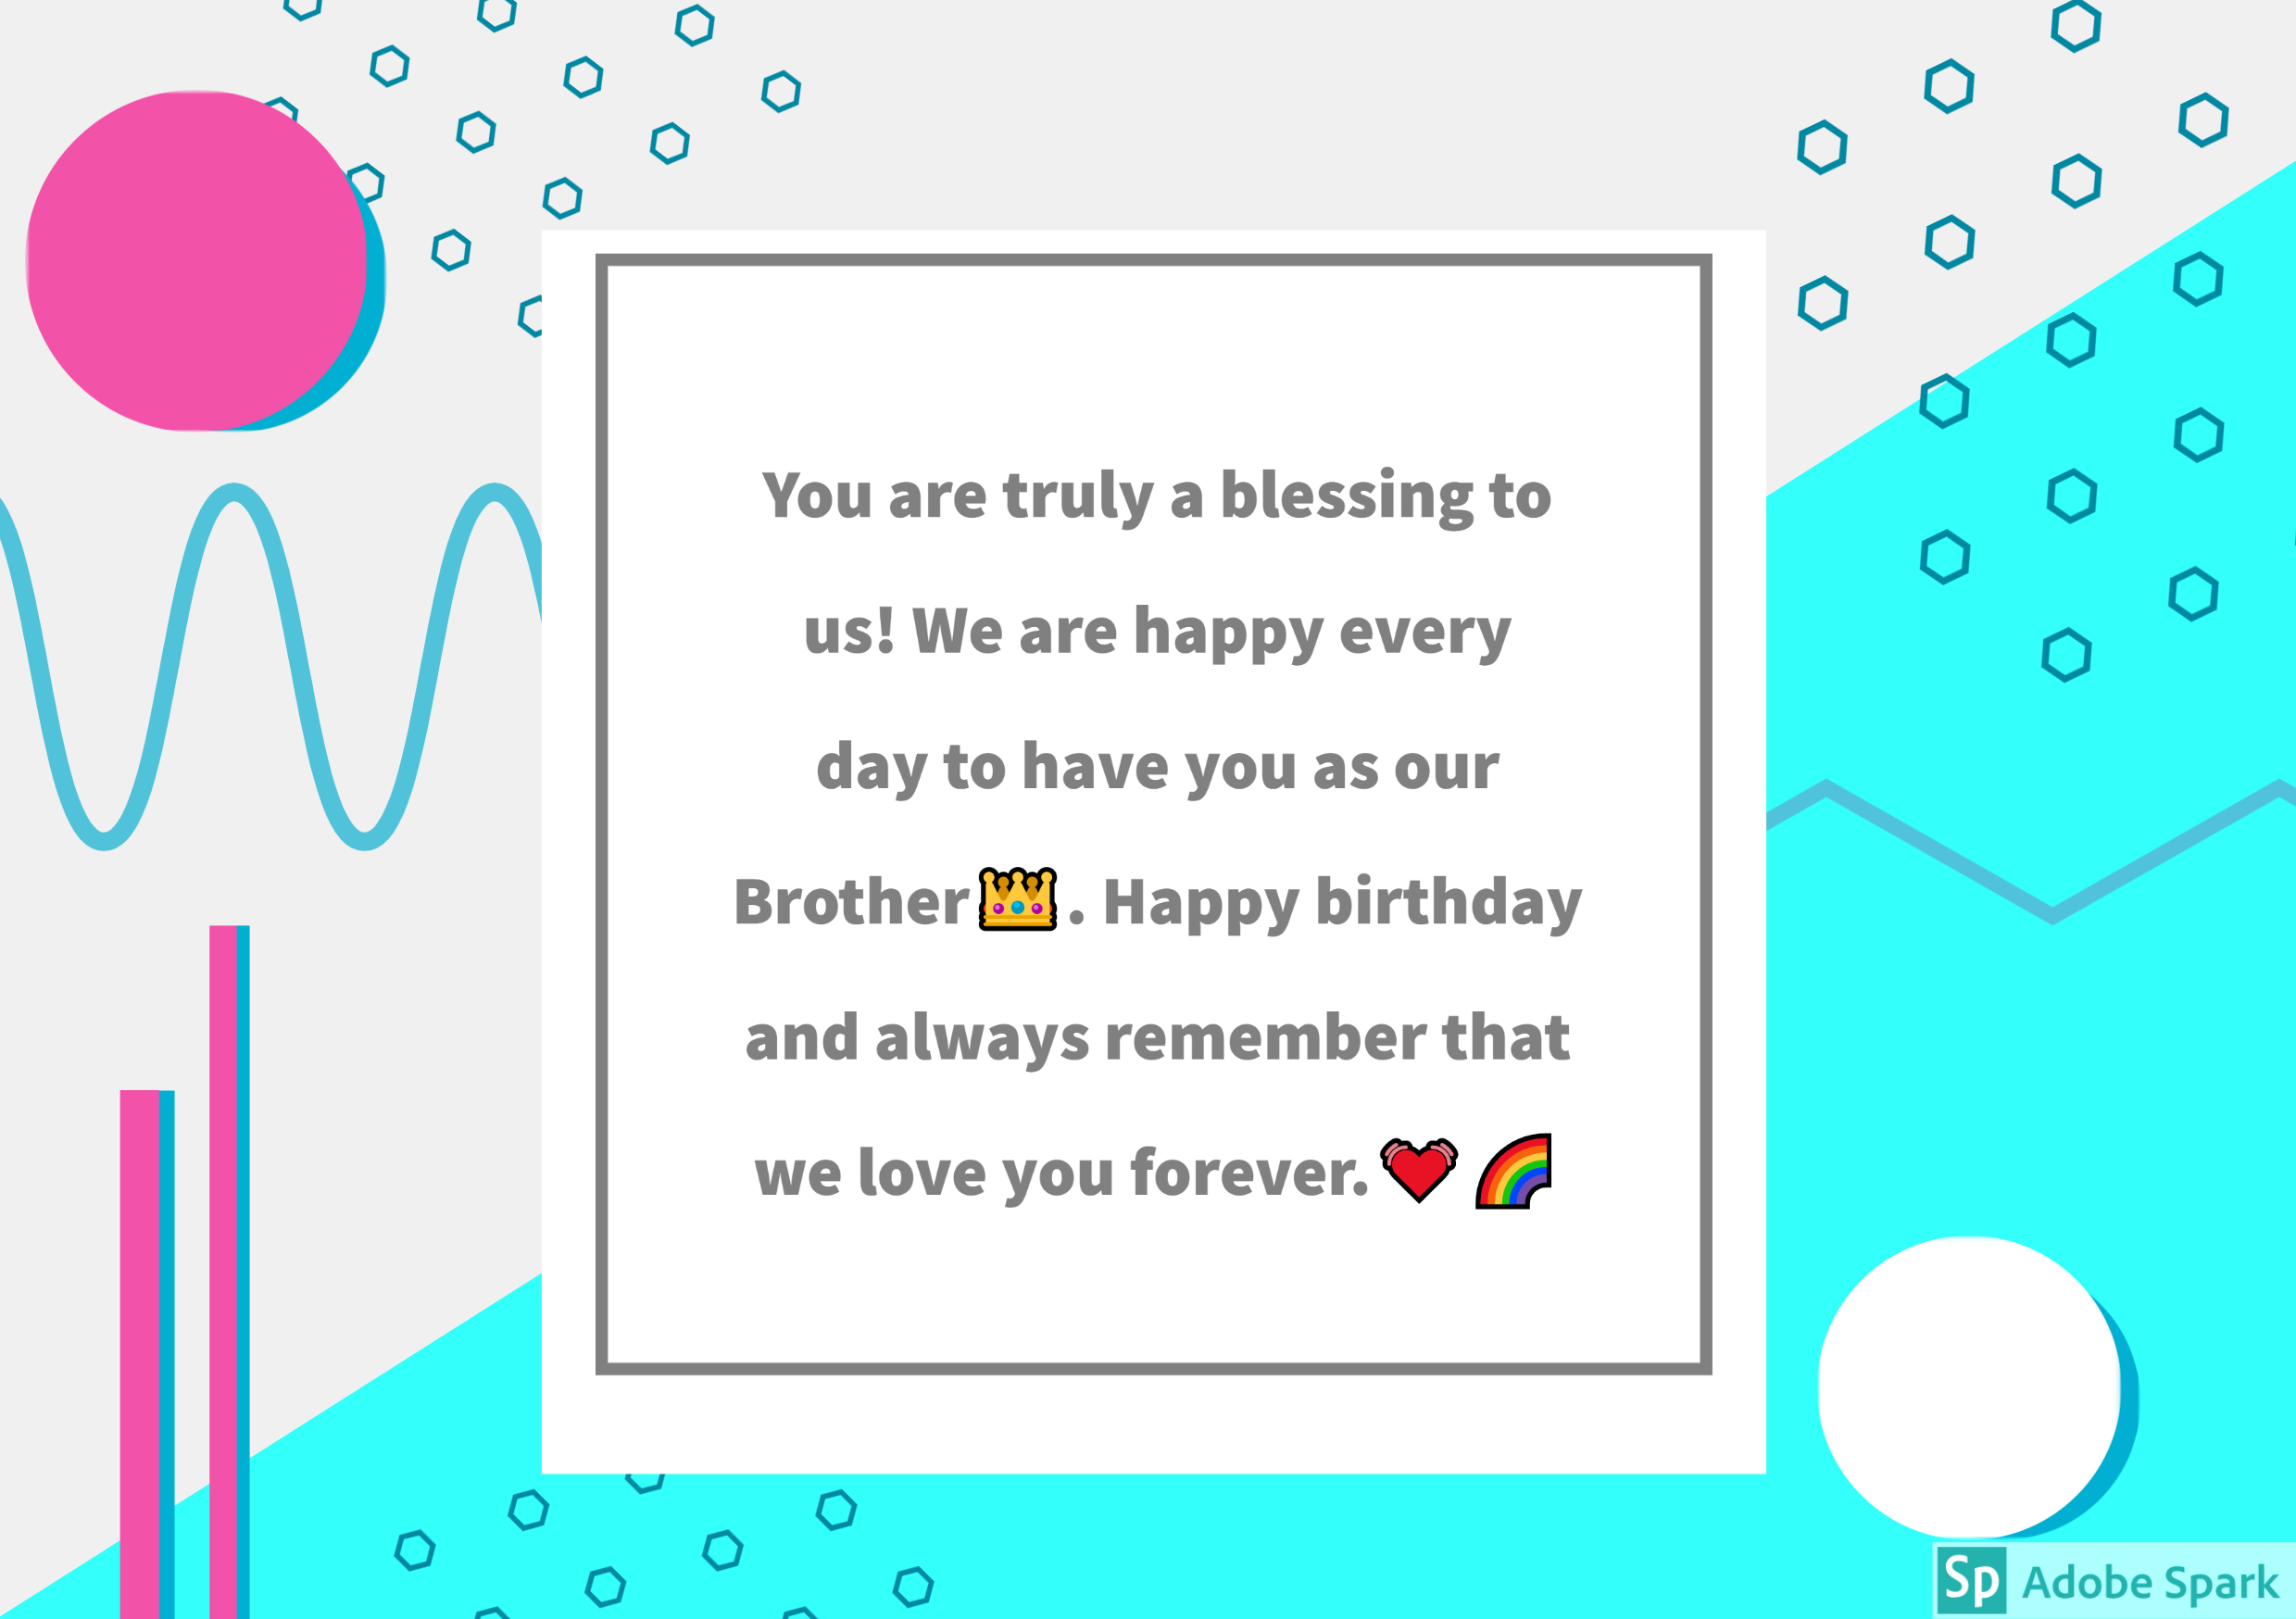 You are truly a blessing to
us! We are happy every
day to have you as our
Brother👑. Happy birthday
and always remember that
we love you forever.💓 🌈
Sp Adobe Spark